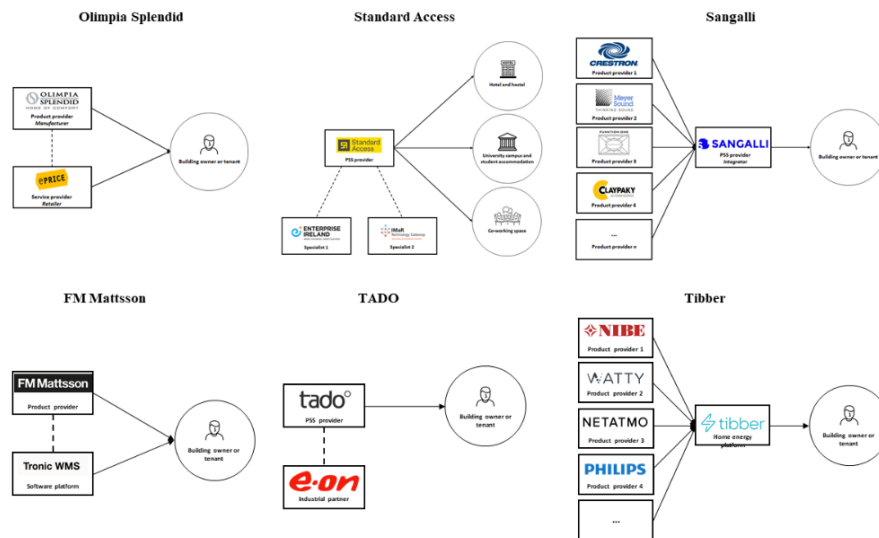 Olimpia Splendid
OLIMPIA
SPLENDID
HOME OF COMFORT
Product provider
Manufacturer
ePRICE
Service provider
Retailer
Building owner or tenant
Standard Access
Standard
Access
PSS provider
ENTERPRISE
IRELAND
Specialist 1
IMaR
Technology Gateway
Specialist 2
HOTEL
Hotel and hostel
University campus and
student accommodation
Co-working space
Sangalli
CRESTRON
Product provider 1
Meyer
Sound
THINKING SOUND
Product provider 2
FUNKTION-ONE
Product provider 3
CLAYPAKY
Product provider 4
...
Product provider n
SANGALLI
PSS provider
Integrator
Building owner or tenant
FM Mattsson
FM Mattsson
Product provider
Tronic WMS
Software platform
Building owner or
tenant
TADO
tado°
PSS provider
e·on
Industrial partner
Building owner or
tenant
Tibber
NIBE
Product provider 1
WATTY
Product provider 2
NETATMO
Product provider 3
PHILIPS
Product provider 4
...
tibber
Home energy
platform
Building owner or
tenant